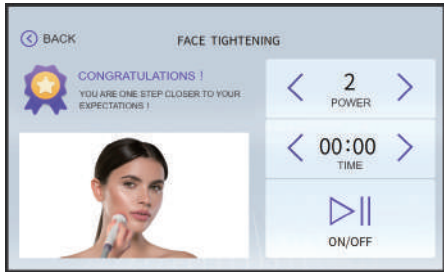 BACK
FACE TIGHTENING
CONGRATULATIONS !
YOU ARE ONE STEP CLOSER TO YOUR
EXPECTATIONS !
2
POWER
00:00
TIME
ON/OFF